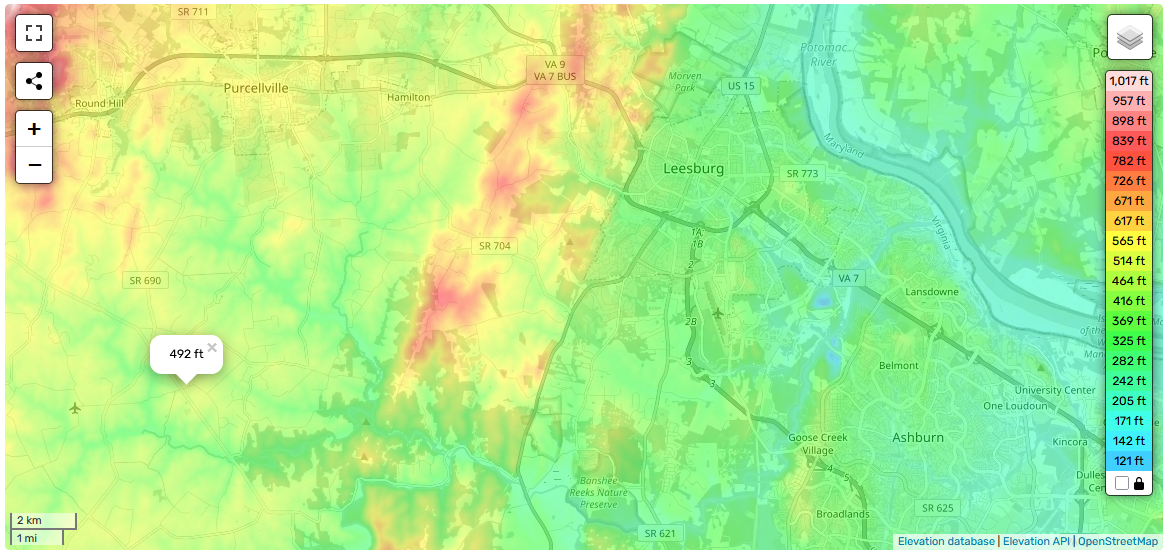 SR 711
Potomac
River
VA 9
VA 7 BUS
Morven
Park
US 15
Purcellville
Hamilton
Round Hill
+
−
Maryland
Leesburg
SR 773
Virginia
1A,
1B
SR 704
2
SR 690
VA 7
Lansdowne
2B
492 ft ×
3
3
Belmont
University Center
One Loudoun
Goose Creek
Village
Ashburn
Kincora
4
5
Banshee
Reeks Nature
Preserve
Broadlands
SR 625
SR 621
2 km
1 mi
1,017 ft
957 ft
898 ft
839 ft
782 ft
726 ft
671 ft
617 ft
565 ft
514 ft
464 ft
416 ft
369 ft
325 ft
282 ft
242 ft
205 ft
171 ft
142 ft
121 ft
Elevation database | Elevation API | OpenStreetMap